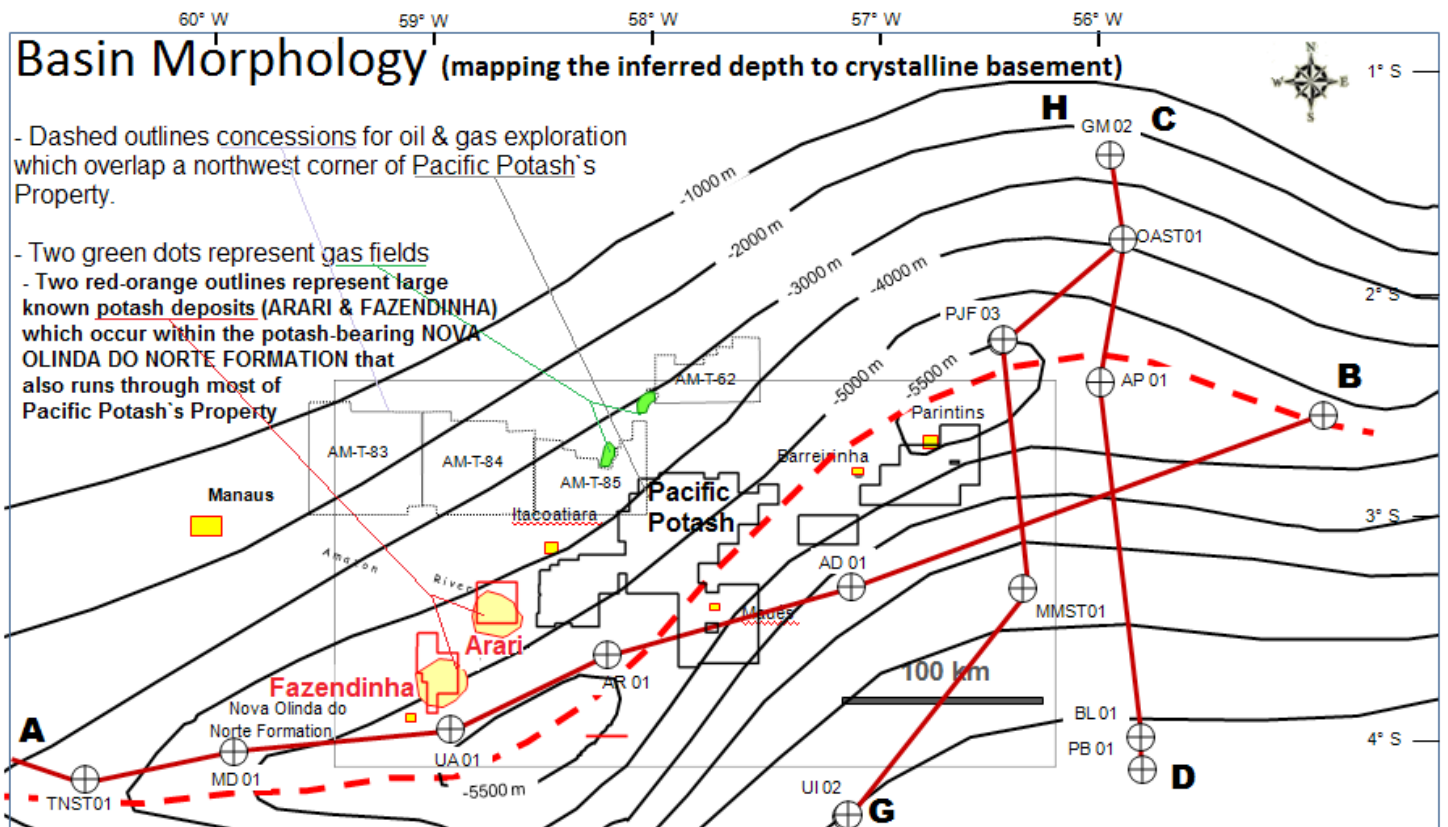 60° W 59° W 58° W 57° W 56° W
Basin Morphology (mapping the inferred depth to crystalline basement)
N
W E
S
1° S
- Dashed outlines concessions for oil & gas exploration
which overlap a northwest corner of Pacific Potash`s
Property.
H C
GM 02
-1000 m
- Two green dots represent gas fields
- Two red-orange outlines represent large
known potash deposits (ARARI & FAZENDINHA)
which occur within the potash-bearing NOVA
OLINDA DO NORTE FORMATION that
also runs through most of
Pacific Potash`s Property
-2000 m
OAST01
-3000 m
-4000 m
2° S
PJF 03
-5000 m
-5500 m
AM-T-62
AP 01
B
Parintins
AM-T-83
AM-T-84
Barreirinha
AM-T-85
Manaus
Pacific
Potash
Itacoatiara
3° S
Amazon
River
AD 01
Maués
MMST01
Arari
100 km
Fazendinha
AR 01
Nova Olinda do
Norte Formation
A
BL 01
4° S
UA 01
PB 01
MD 01
TNST01
-5500 m
D
UI 02
G